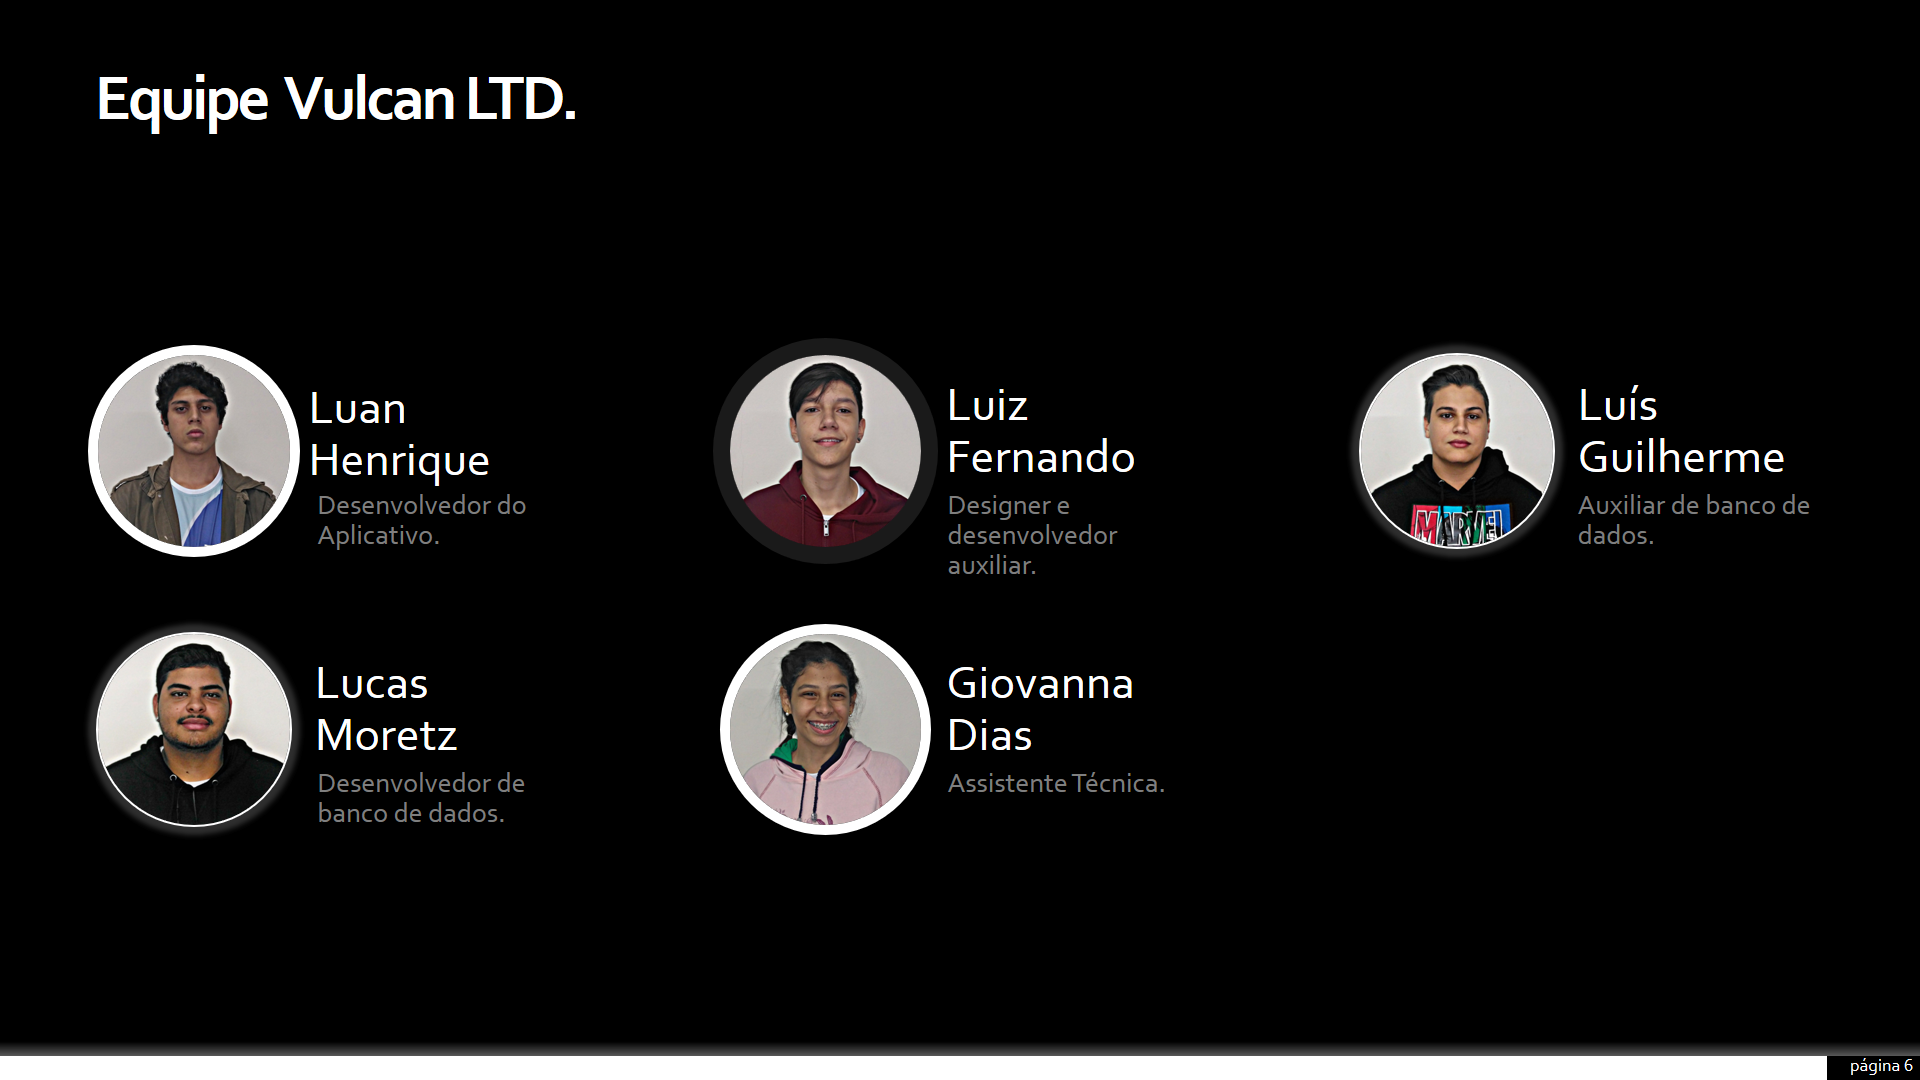 Equipe Vulcan LTD.
Luan
Henrique
Desenvolvedor do
Aplicativo.
Luiz
Fernando
Designer e
desenvolvedor
auxiliar.
Luís
Guilherme
Auxiliar de banco de
dados.
MARVEL
Lucas
Moretz
Desenvolvedor de
banco de dados.
Giovanna
Dias
Assistente Técnica.
página 6